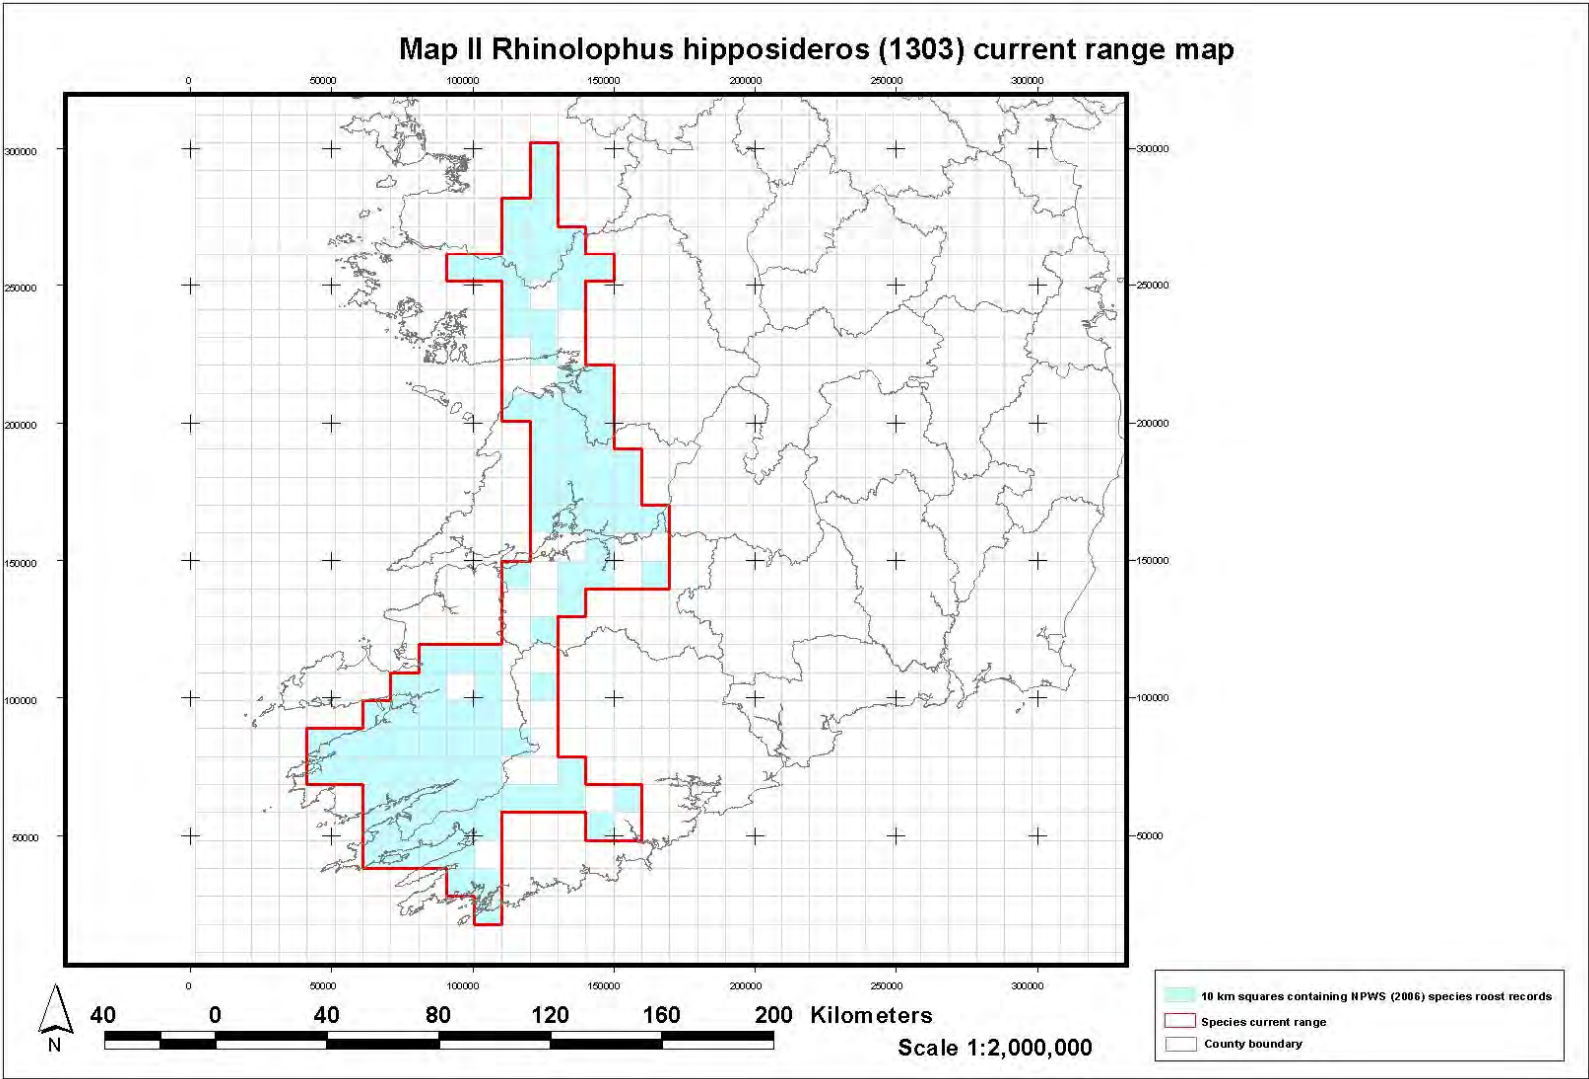 Map II Rhinolophus hipposideros (1303) current range map
0 50000 100000 150000 200000 250000 300000
300000 300000
250000 250000
200000 200000
150000 150000
100000 100000
50000 50000
0 50000 100000 150000 200000 250000 300000
10 km squares containing NPWS (2006) species roost records
Species current range
County boundary
40 0 40 80 120 160 200 Kilometers
N
Scale 1:2,000,000